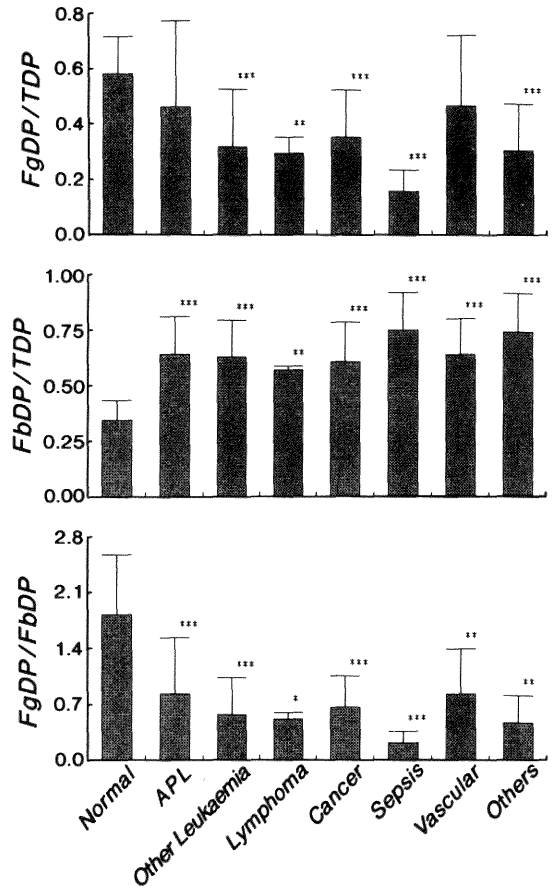 0.8
0.6
0.4
0.2
0.0
FgDP/TDP
*** ** *** *** ***
1.00
0.75
0.50
0.25
0.00
FbDP/TDP
*** *** ** *** *** *** ***
2.8
2.1
1.4
0.7
0.0
FgDP/FbDP
*** *** * *** *** ** **
Normal
APL
Other Leukaemia
Lymphoma
Cancer
Sepsis
Vascular
Others